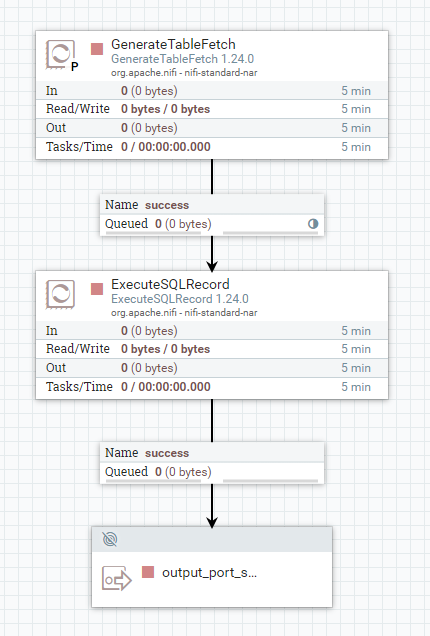 GenerateTableFetch
GenerateTableFetch 1.24.0
org.apache.nifi - nifi-standard-nar
P
In 0 (0 bytes) 5 min
Read/Write 0 bytes / 0 bytes 5 min
Out 0 (0 bytes) 5 min
Tasks/Time 0 / 00:00:00.000 5 min
Name success
Queued 0 (0 bytes)
ExecuteSQLRecord
ExecuteSQLRecord 1.24.0
org.apache.nifi - nifi-standard-nar
In 0 (0 bytes) 5 min
Read/Write 0 bytes / 0 bytes 5 min
Out 0 (0 bytes) 5 min
Tasks/Time 0 / 00:00:00.000 5 min
Name success
Queued 0 (0 bytes)
output_port_s...